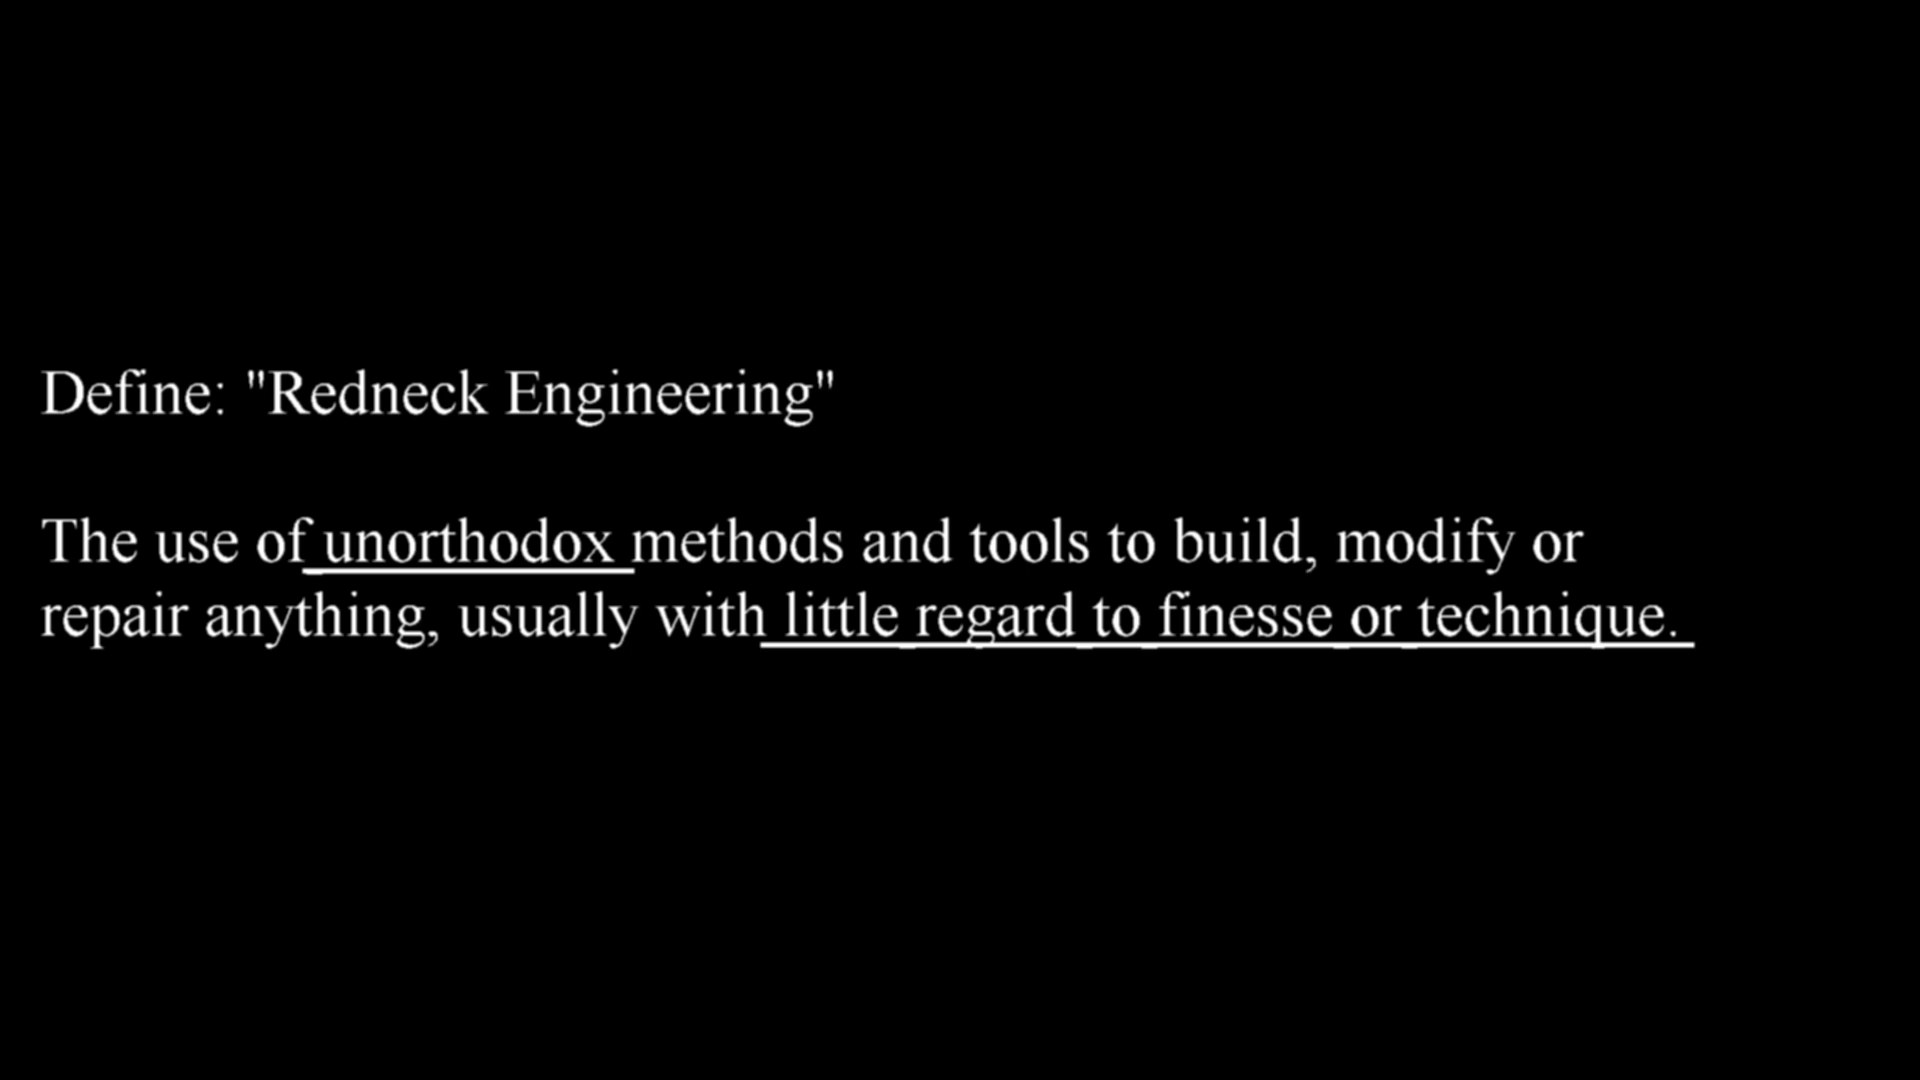 Define: "Redneck Engineering"
The use of unorthodox methods and tools to build, modify or
repair anything, usually with little regard to finesse or technique.